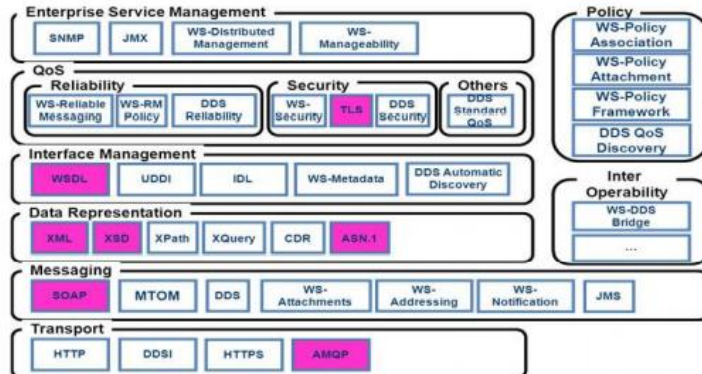 Enterprise Service Management
SNMP
JMX
WS-Distributed
Management
WS-
Manageability
QoS
Reliability
WS-Reliable
Messaging
WS-RM
Policy
DDS
Reliability
Security
WS-
Security
TLS
DDS
Security
Others
DDS
Standard
QoS
Interface Management
WSDL
UDDI
IDL
WS-Metadata
DDS Automatic
Discovery
Data Representation
XML
XSD
XPath
XQuery
CDR
ASN.1
Messaging
SOAP
MTOM
DDS
WS-
Attachments
WS-
Addressing
WS-
Notification
JMS
Transport
HTTP
DDSI
HTTPS
AMQP
Policy
WS-Policy
Association
WS-Policy
Attachment
WS-Policy
Framework
DDS QoS
Discovery
Inter
Operability
WS-DDS
Bridge
...